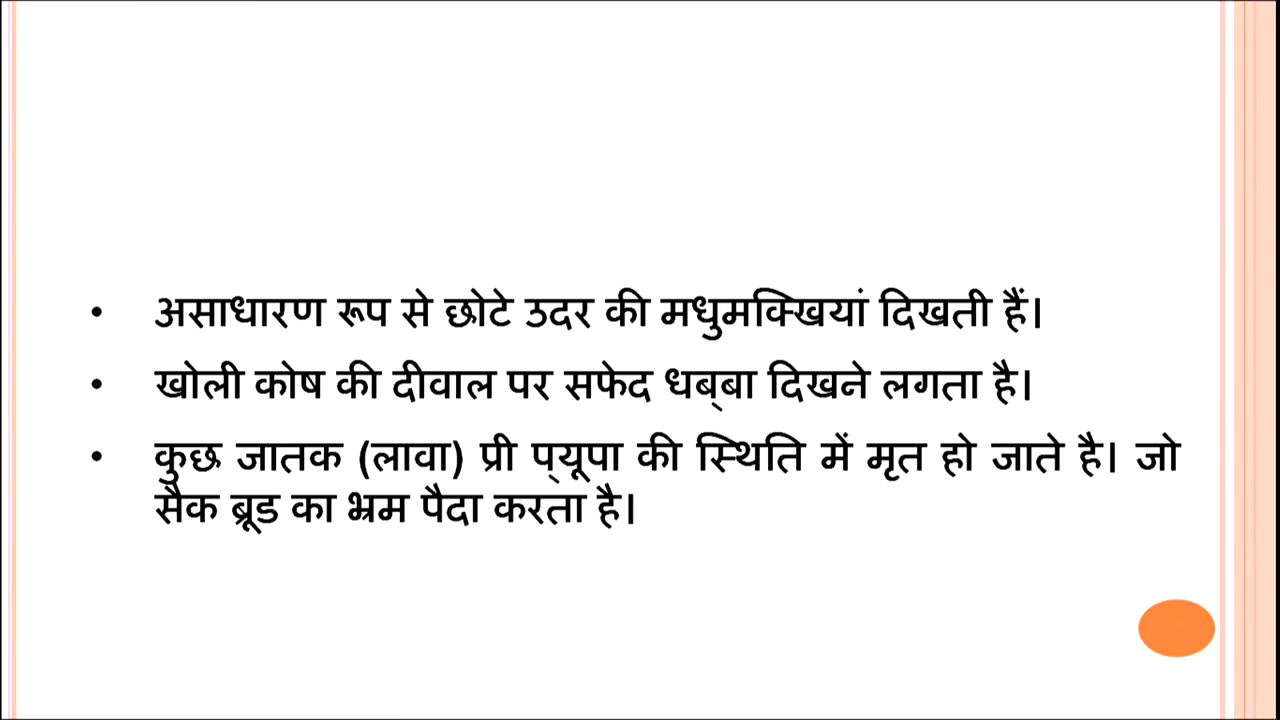 • असाधारण रूप से छोटे उदर की मधुमक्खियां दिखती हैं।
• खोली कोष की दीवाल पर सफेद धब्‌बा दिखने लगता है।
• कुछ जातक (लावा) प्री प्‌यूपा की स्थिति में मृत हो जाते है। जो
सैक ब्रूड का भ्रम पैदा करता है।